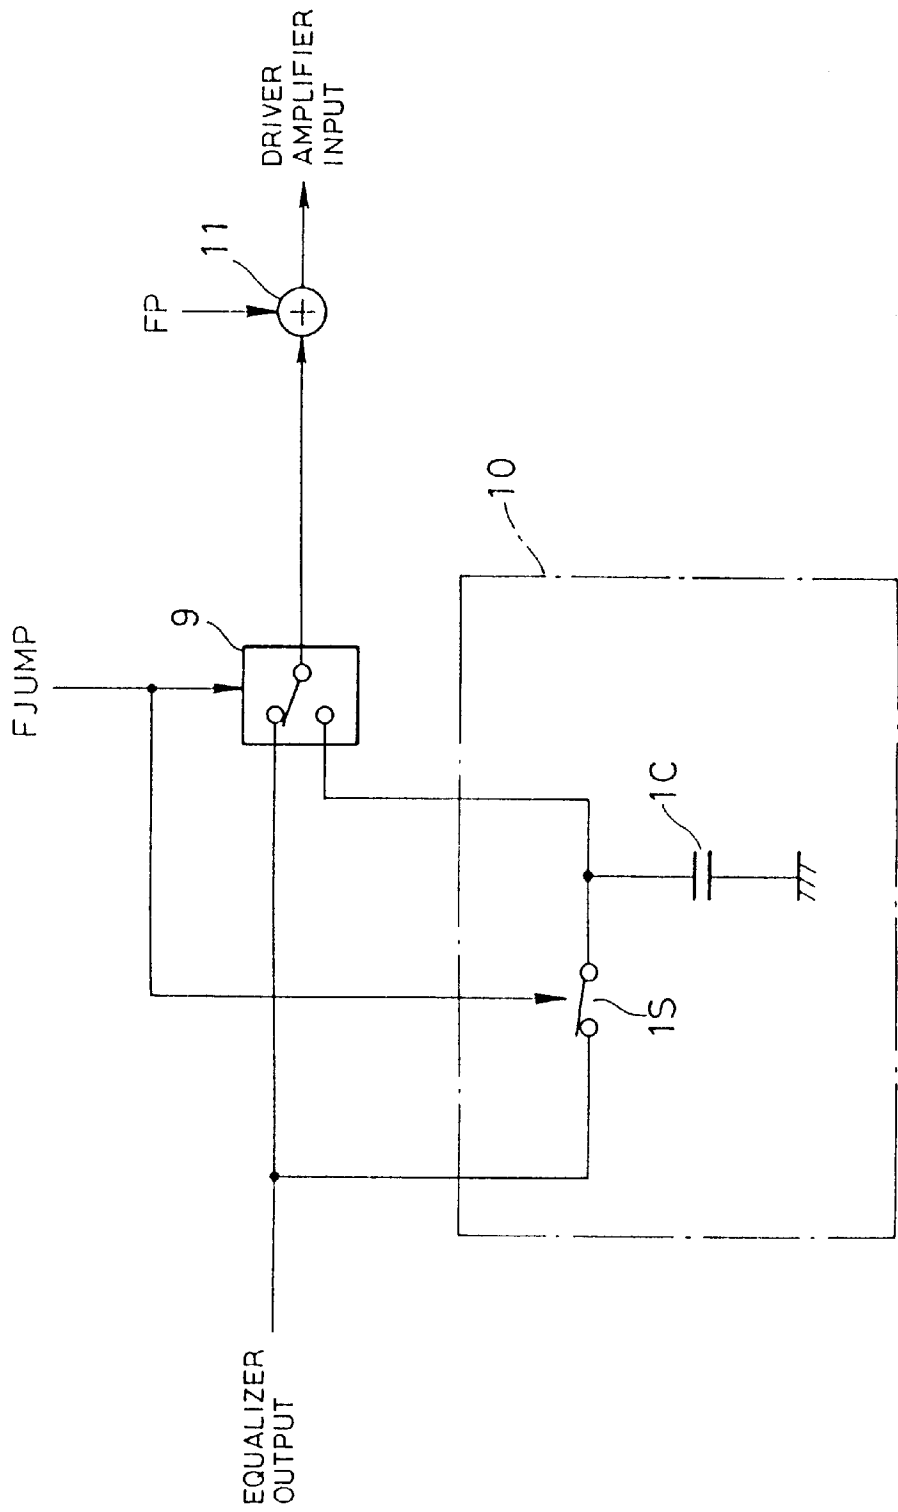 EQUALIZER
OUTPUT
FJUMP
9
FP
11
DRIVER
AMPLIFIER
INPUT
10
1S
1C